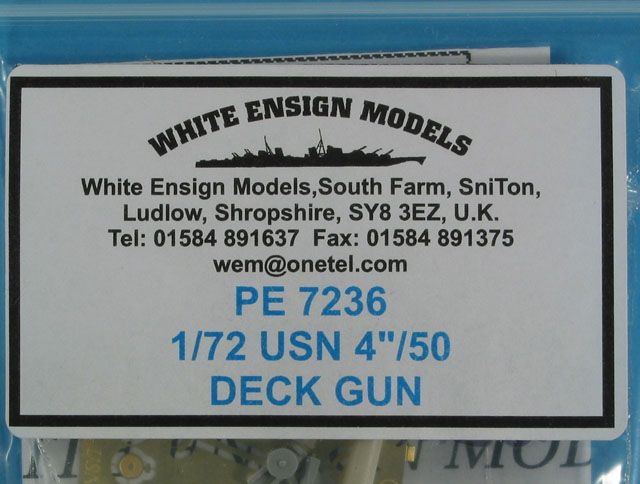 WHITE ENSIGN MODELS
White Ensign Models,South Farm, SniTon,
Ludlow, Shropshire, SY8 3EZ, U.K.
Tel: 01584 891637 Fax: 01584 891375
wem@onetel.com
PE 7236
1/72 USN 4"/50
DECK GUN